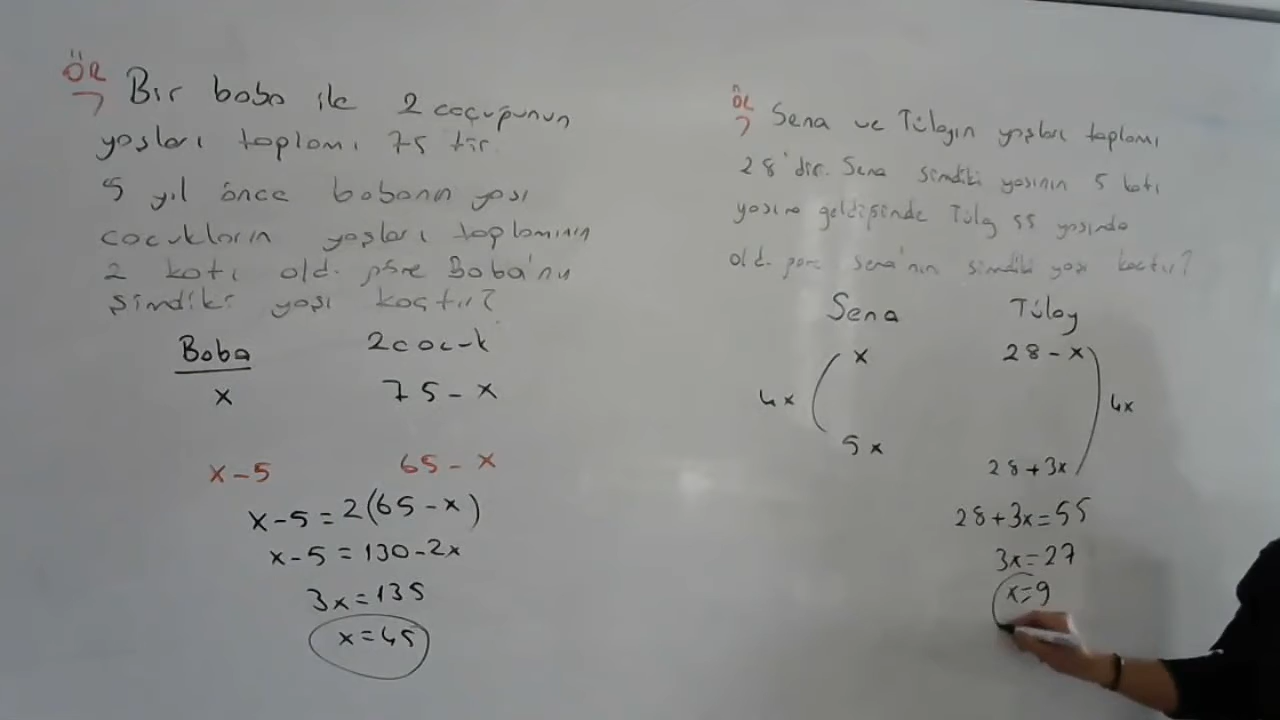 ÖR
Bir baba ile 2 çocuğunun
yaşları toplamı 75 tir.
5 yıl önce babanın yaşı
çocukların yaşları toplamının
2 katı old. göre Baba'nın
şimdiki yaşı kaçtır?
Baba 2 çocuk
x 75 - x
x - 5 65 - x
x - 5 = 2(65 - x)
x - 5 = 130 - 2x
3x = 135
x = 45
ÖR
Sena ve Tülayın yaşları toplamı
28'dir. Sena şimdiki yaşının 5 katı
yaşına geldiğinde Tülay 55 yaşında
old. göre Sena'nın şimdiki yaşı kaçtır?
Sena Tülay
x 28 - x
4x 4x
5x
28 + 3x
28 + 3x = 55
3x = 27
x = 9